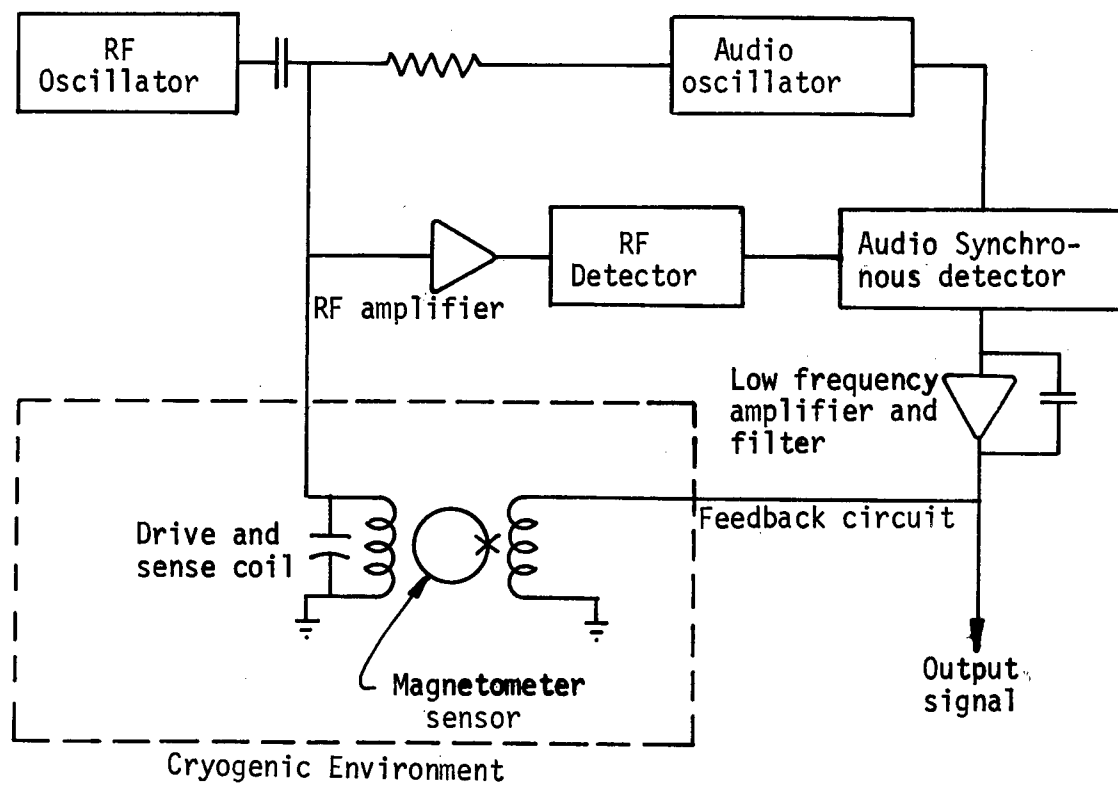 RF
Oscillator
Audio
oscillator
RF
Detector
Audio Synchro-
nous detector
RF amplifier
Low frequency
amplifier and
filter
Drive and
sense coil
Feedback circuit
Magnetometer
sensor
Output
signal
Cryogenic Environment